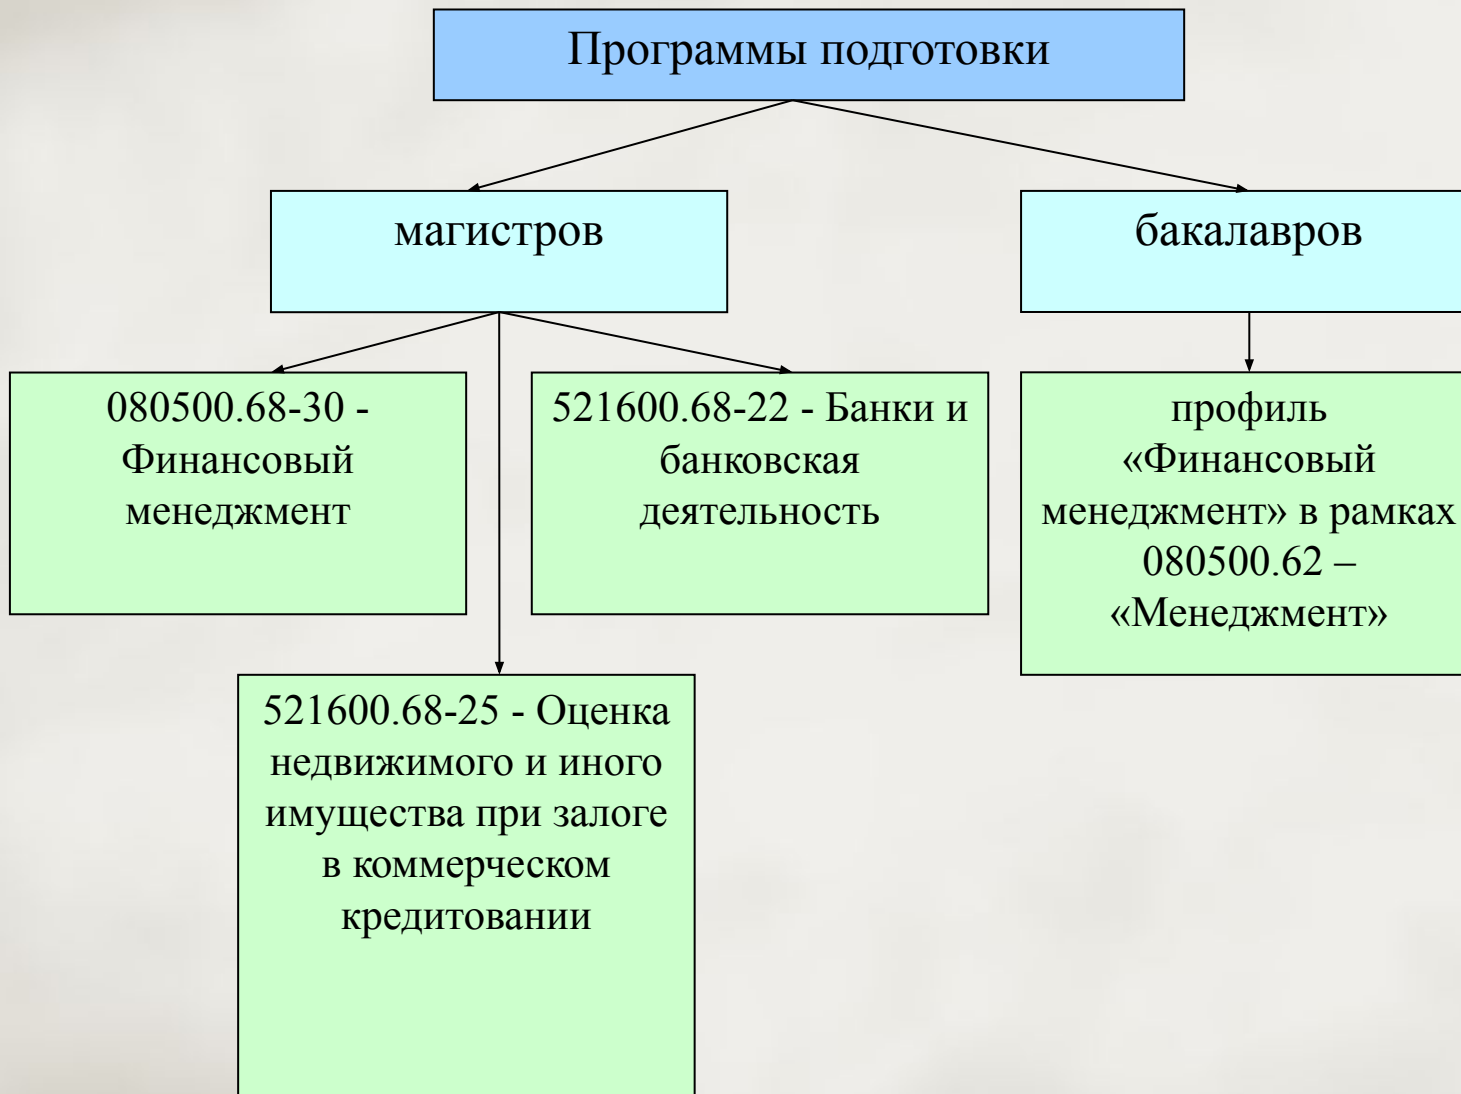 Программы подготовки
магистров
бакалавров
080500.68-30 -
Финансовый
менеджмент
521600.68-22 - Банки и
банковская
деятельность
профиль
«Финансовый
менеджмент» в рамках
080500.62 –
«Менеджмент»
521600.68-25 - Оценка
недвижимого и иного
имущества при залоге
в коммерческом
кредитовании